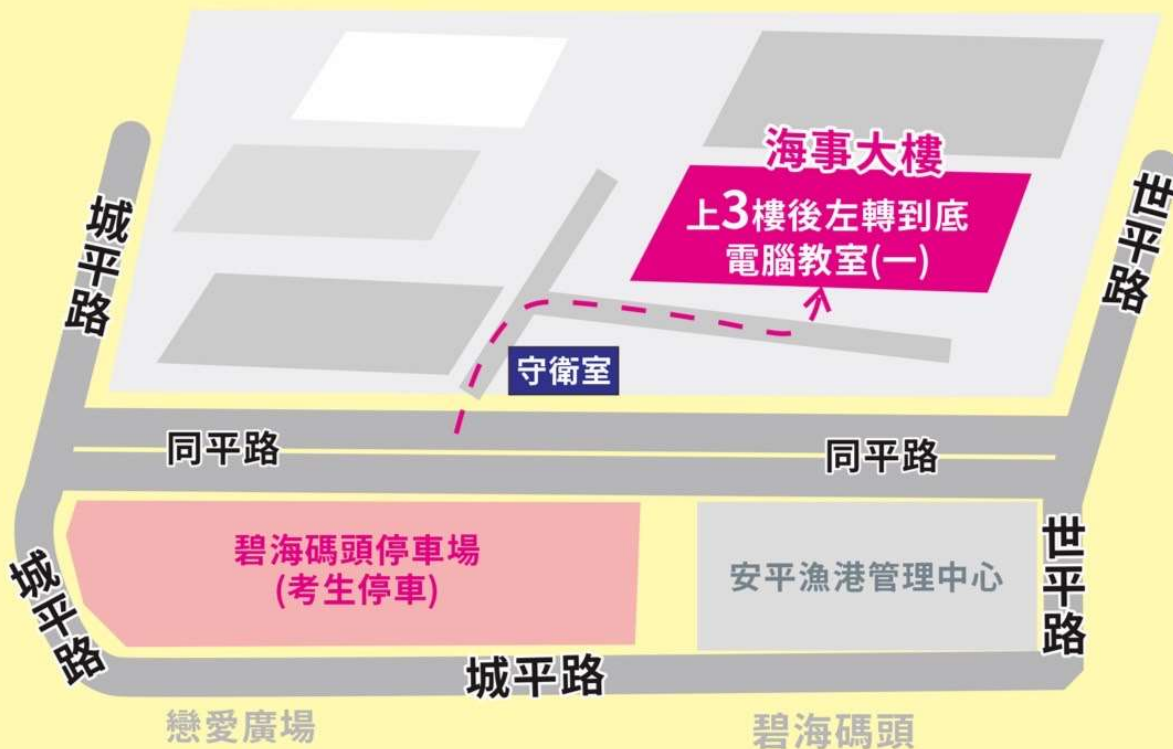 海事大樓
上3樓後左轉到底
電腦教室(一)
城平路
世平路
守衛室
同平路
同平路
碧海碼頭停車場
(考生停車)
安平漁港管理中心
城平路
世平路
城平路
戀愛廣場
碧海碼頭